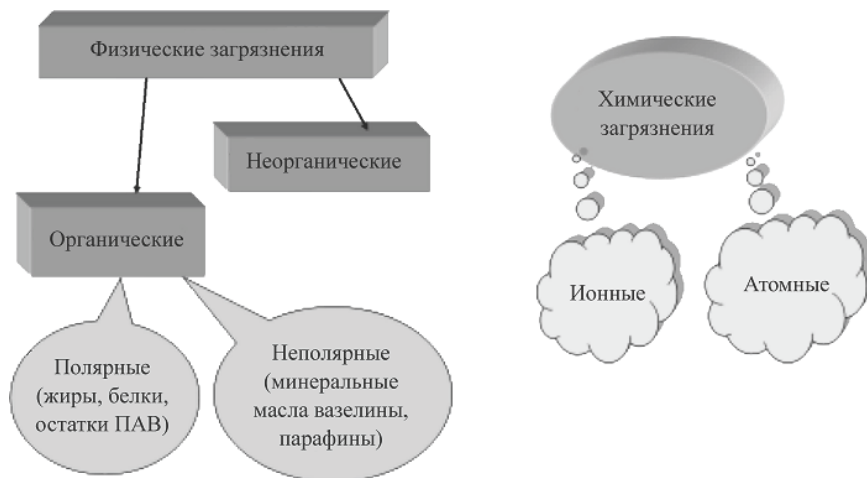 Физические загрязнения
Неорганические
Органические
Полярные
(жиры, белки,
остатки ПАВ)
Неполярные
(минеральные
масла вазелины,
парафины)
Химические
загрязнения
Ионные
Атомные